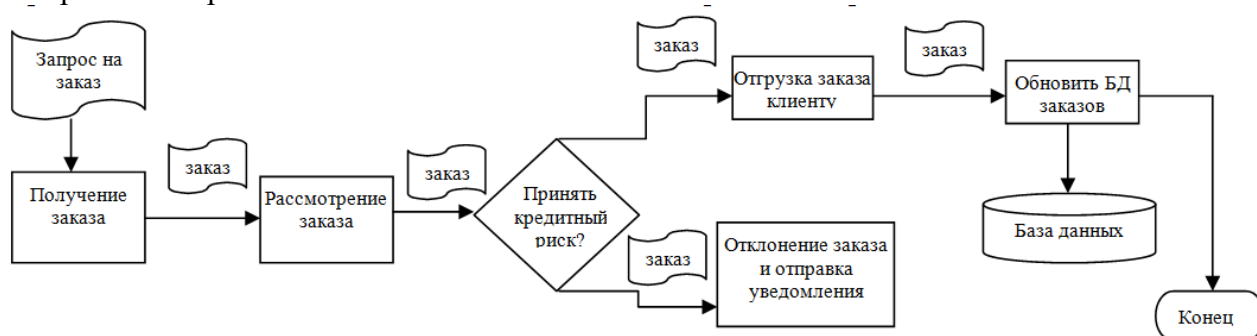 Запрос на
заказ
Получение
заказа
заказ
Рассмотрение
заказа
заказ
Принять
кредитный
риск?
заказ
Отгрузка заказа
клиенту
заказ
Обновить БД
заказов
База данных
Конец
заказ
Отклонение заказа
и отправка
уведомления